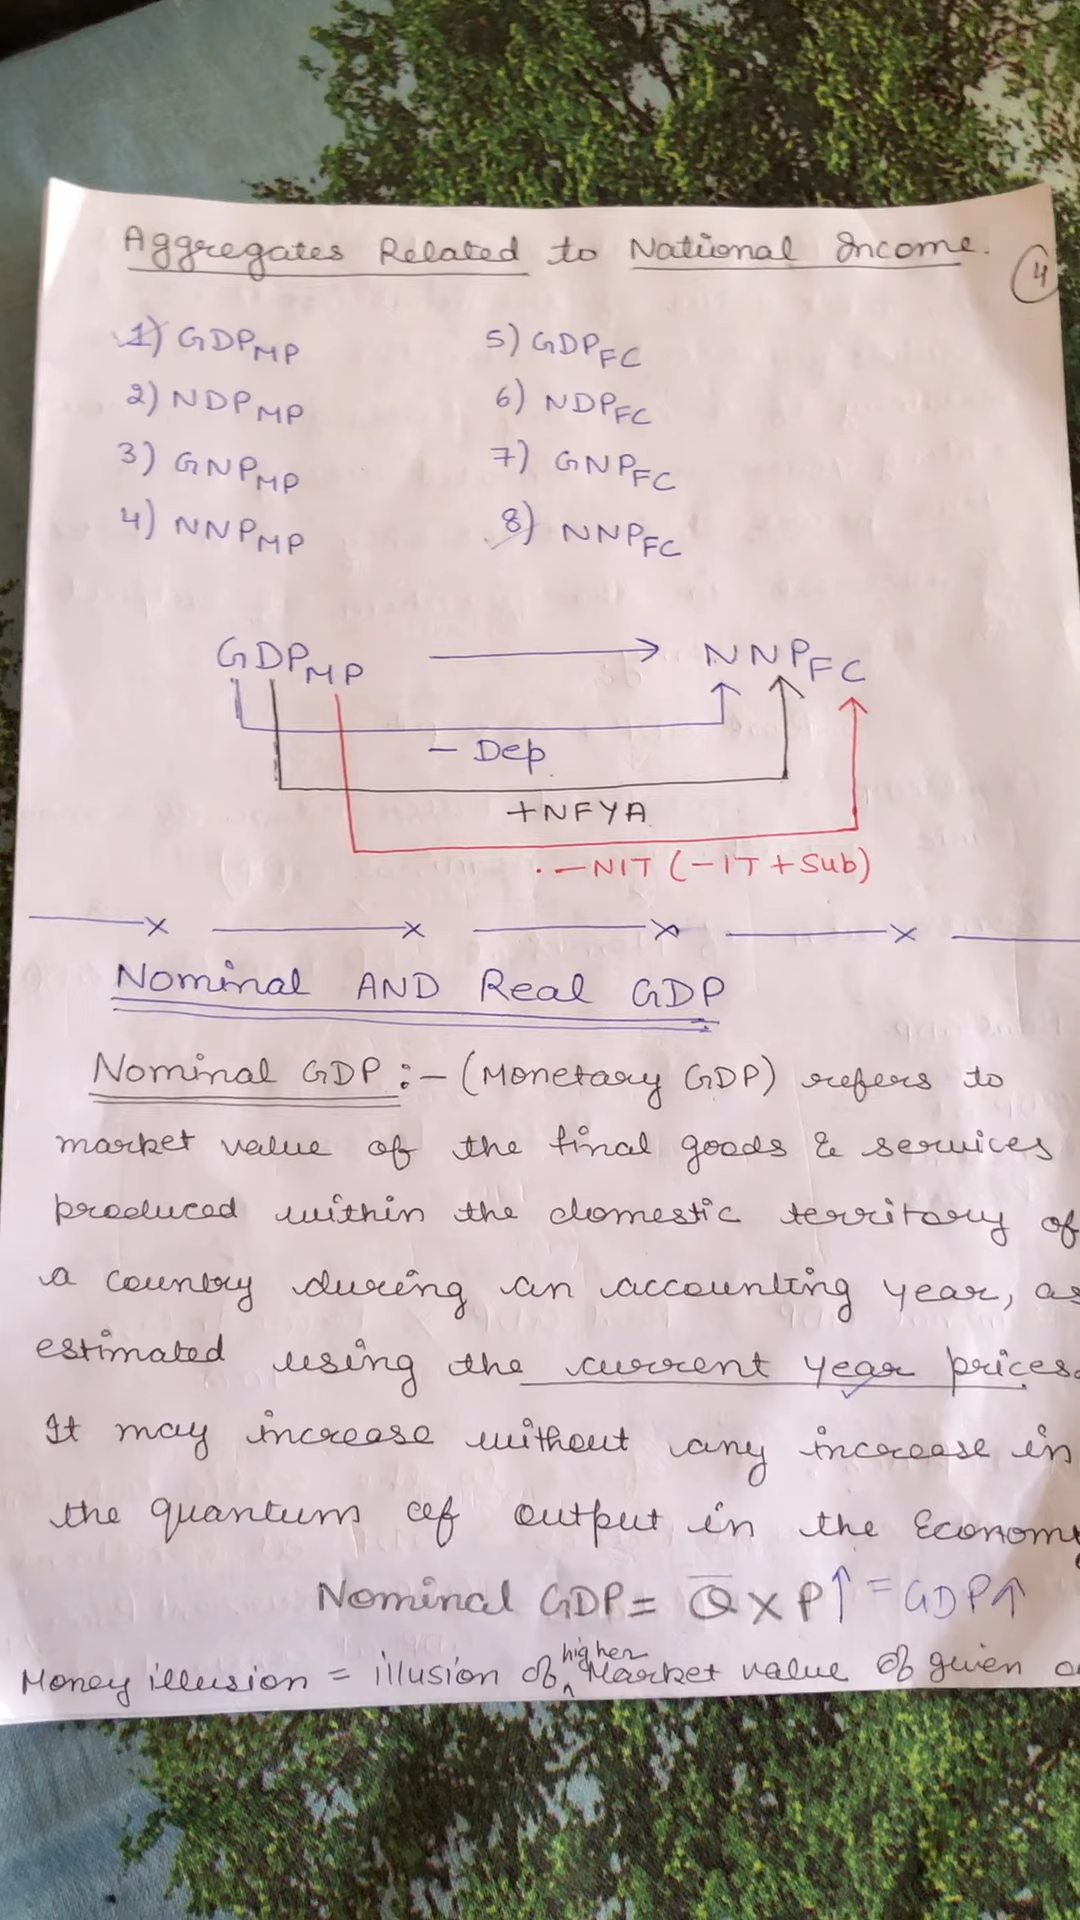 Aggregates Related to National Income.
4
1) GDPMP
2) NDPMP
3) GNPMP
4) NNPMP
5) GDPFC
6) NDPFC
7) GNPFC
8) NNPFC
GDPMP → NNPFC
- Dep.
+NFYA
- NIT (-IT + Sub)
Nominal AND Real GDP
Nominal GDP :- (Monetary GDP) refers to
market value of the final goods & services
produced within the domestic territory of
a country during an accounting year, as
estimated using the current year prices.
It may increase without any increase in
the quantum of output in the Economy
Nominal GDP = Q̅ X P↑ = GDP↑
higher
Money illusion = illusion of ^ Market value of given